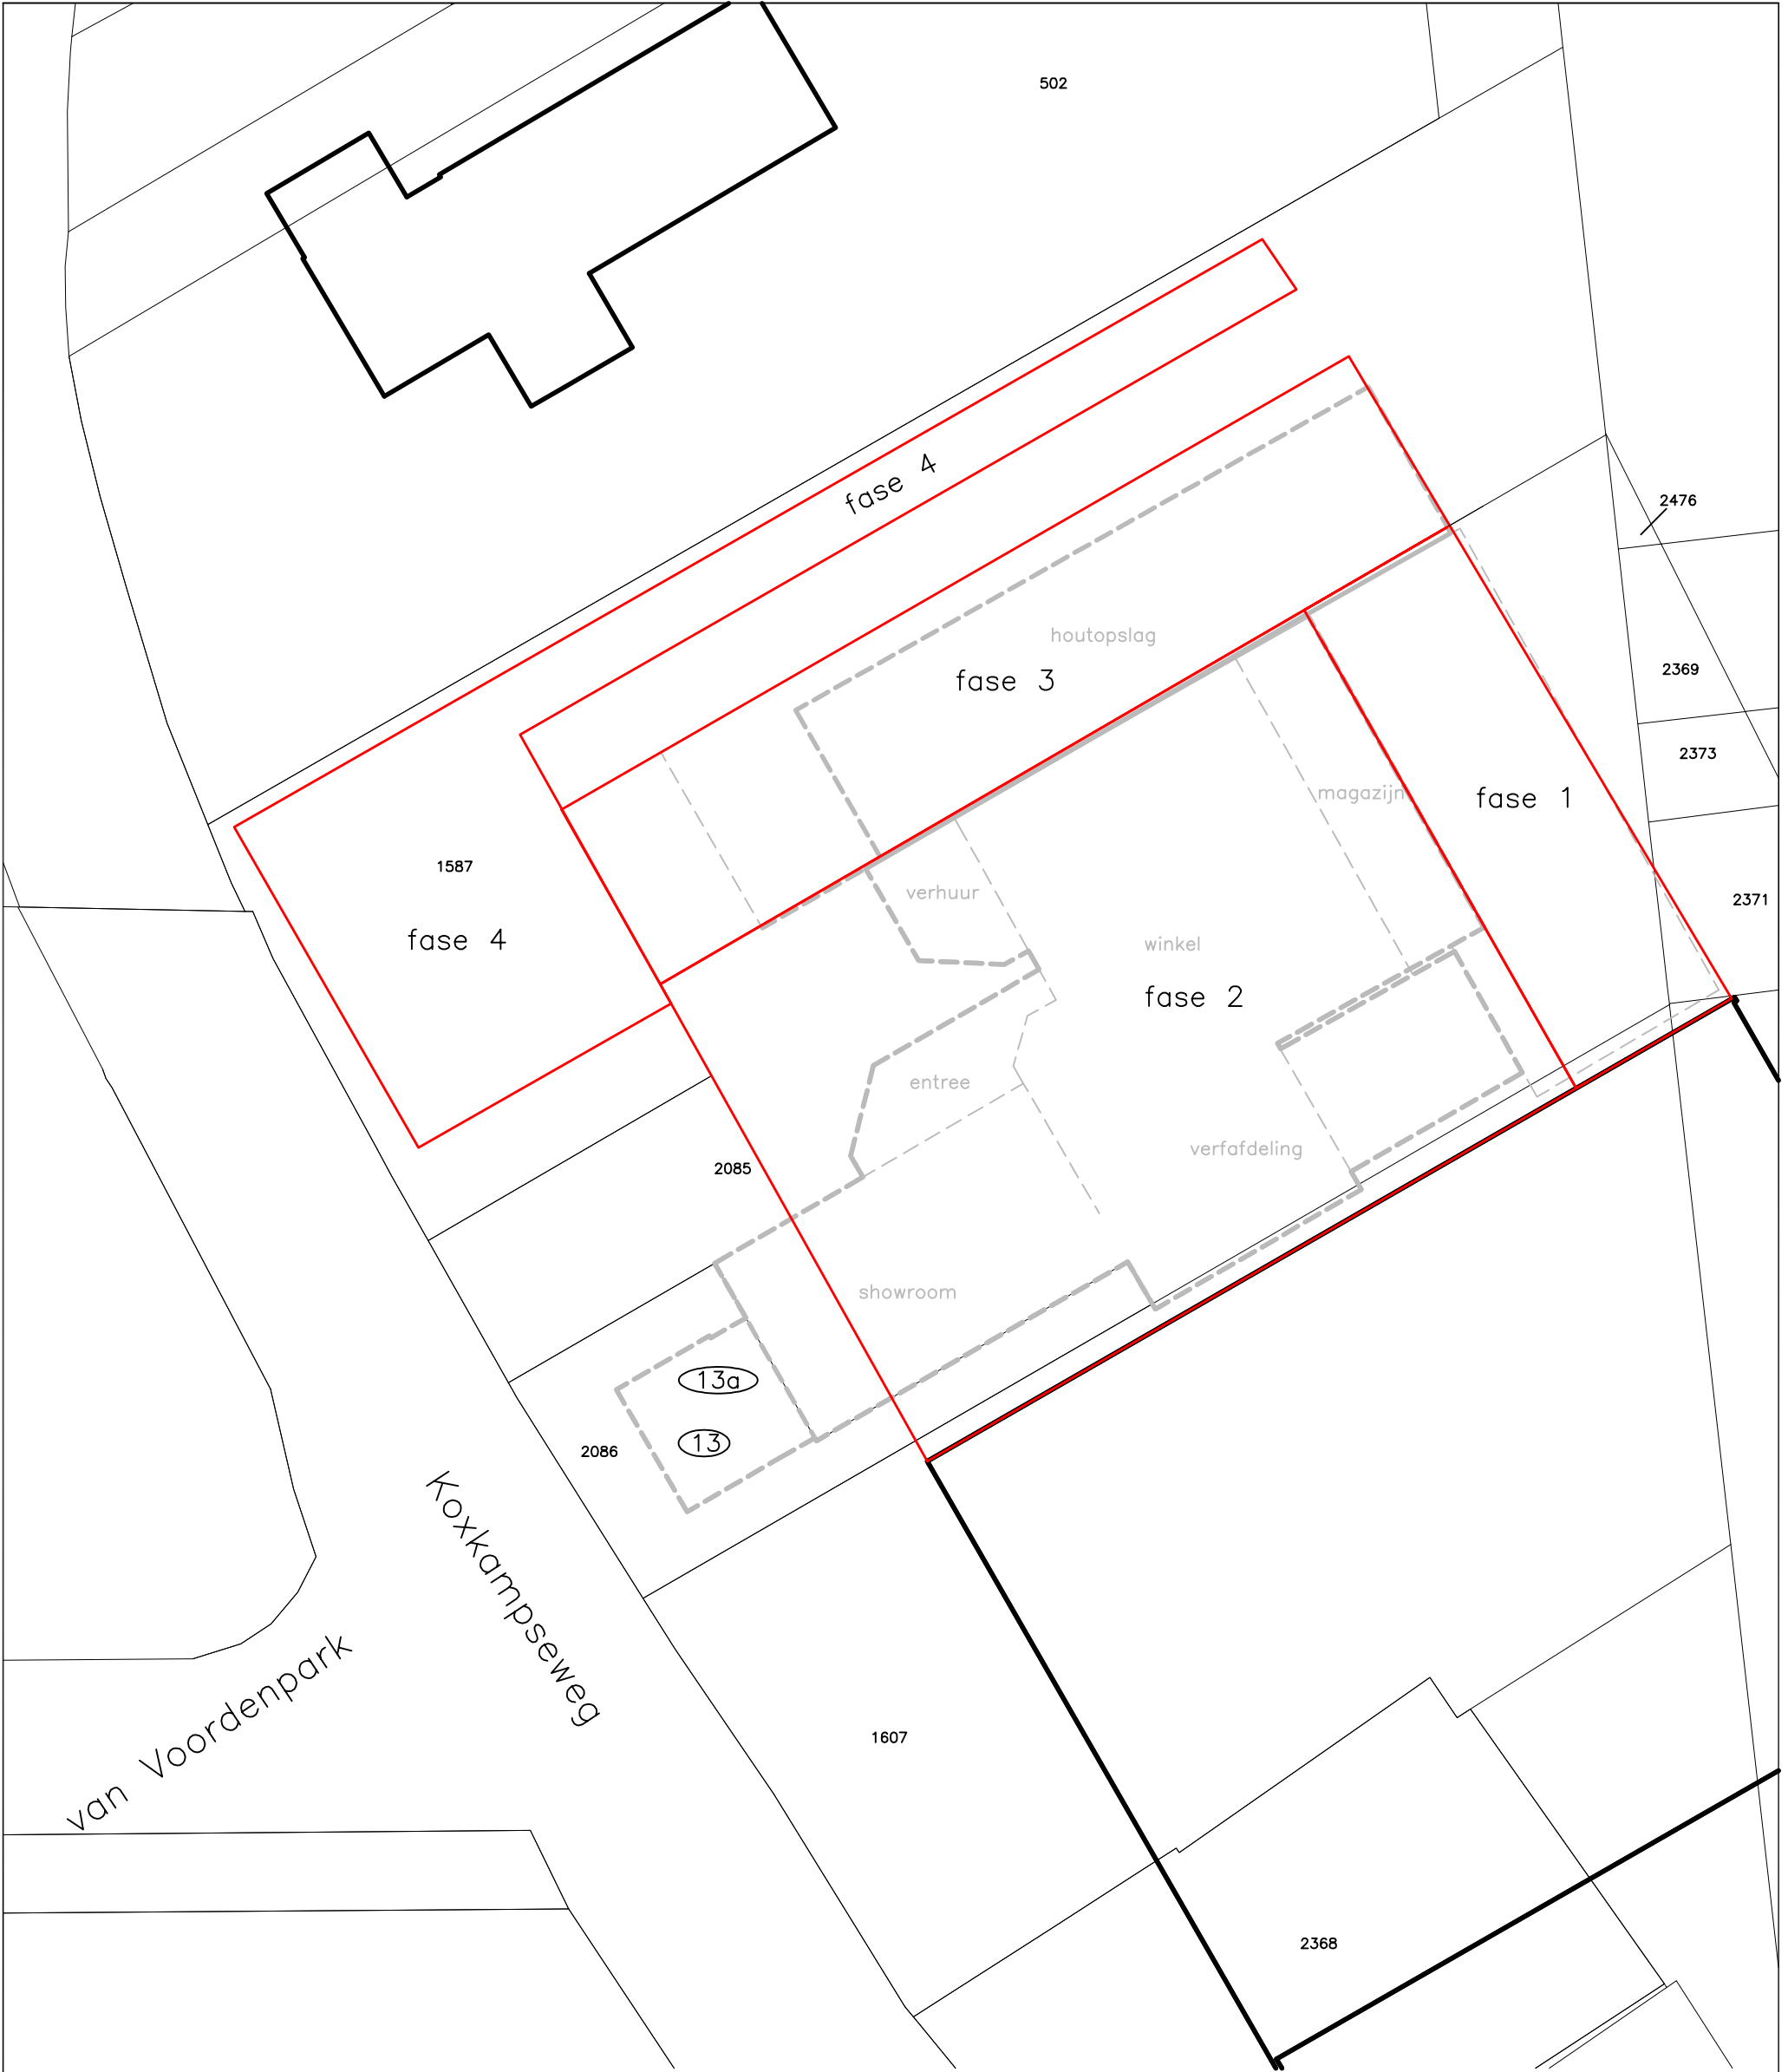 502
fase 4
2476
houtopslag
2369
fase 3
2373
magazijn
fase 1
1587
verhuur
2371
fase 4
winkel
fase 2
entree
verfafdeling
2085
showroom
13a
13
2086
Koxkampseweg
van Voordenpark
1607
2368